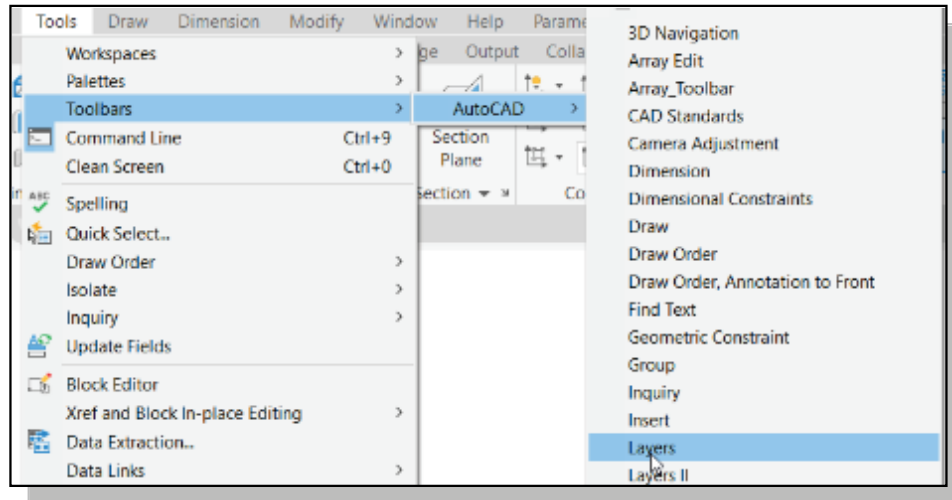 Tools Draw Dimension Modify Window Help
Output
Workspaces
Palettes
Toolbars
AutoCAD
Command Line Ctrl+9
Clean Screen Ctrl+0
Section
Plane
ABC
Spelling
Quick Select...
Draw Order
Isolate
Inquiry
Update Fields
Block Editor
Xref and Block In-place Editing
Data Extraction...
Data Links
3D Navigation
Array Edit
Array_Toolbar
CAD Standards
Camera Adjustment
Dimension
Dimensional Constraints
Draw
Draw Order
Draw Order, Annotation to Front
Find Text
Geometric Constraint
Group
Inquiry
Insert
Layers
Layers II